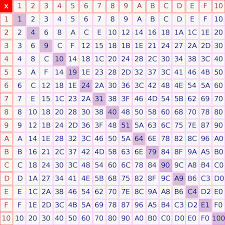 x 1 2 3 4 5 6 7 8 9 A B C D E F 10
1 1 2 3 4 5 6 7 8 9 A B C D E F 10
2 2 4 6 8 A C E 10 12 14 16 18 1A 1C 1E 20
3 3 6 9 C F 12 15 18 1B 1E 21 24 27 2A 2D 30
4 4 8 C 10 14 18 1C 20 24 28 2C 30 34 38 3C 40
5 5 A F 14 19 1E 23 28 2D 32 37 3C 41 46 4B 50
6 6 C 12 18 1E 24 2A 30 36 3C 42 48 4E 54 5A 60
7 7 E 15 1C 23 2A 31 38 3F 46 4D 54 5B 62 69 70
8 8 10 18 20 28 30 38 40 48 50 58 60 68 70 78 80
9 9 12 1B 24 2D 36 3F 48 51 5A 63 6C 75 7E 87 90
A A 14 1E 28 32 3C 46 50 5A 64 6E 78 82 8C 96 A0
B B 16 21 2C 37 42 4D 58 63 6E 79 84 8F 9A A5 B0
C C 18 24 30 3C 48 54 60 6C 78 84 90 9C A8 B4 C0
D D 1A 27 34 41 4E 5B 68 75 82 8F 9C A9 B6 C3 D0
E E 1C 2A 38 46 54 62 70 7E 8C 9A A8 B6 C4 D2 E0
F F 1E 2D 3C 4B 5A 69 78 87 96 A5 B4 C3 D2 E1 F0
10 10 20 30 40 50 60 70 80 90 A0 B0 C0 D0 E0 F0 100